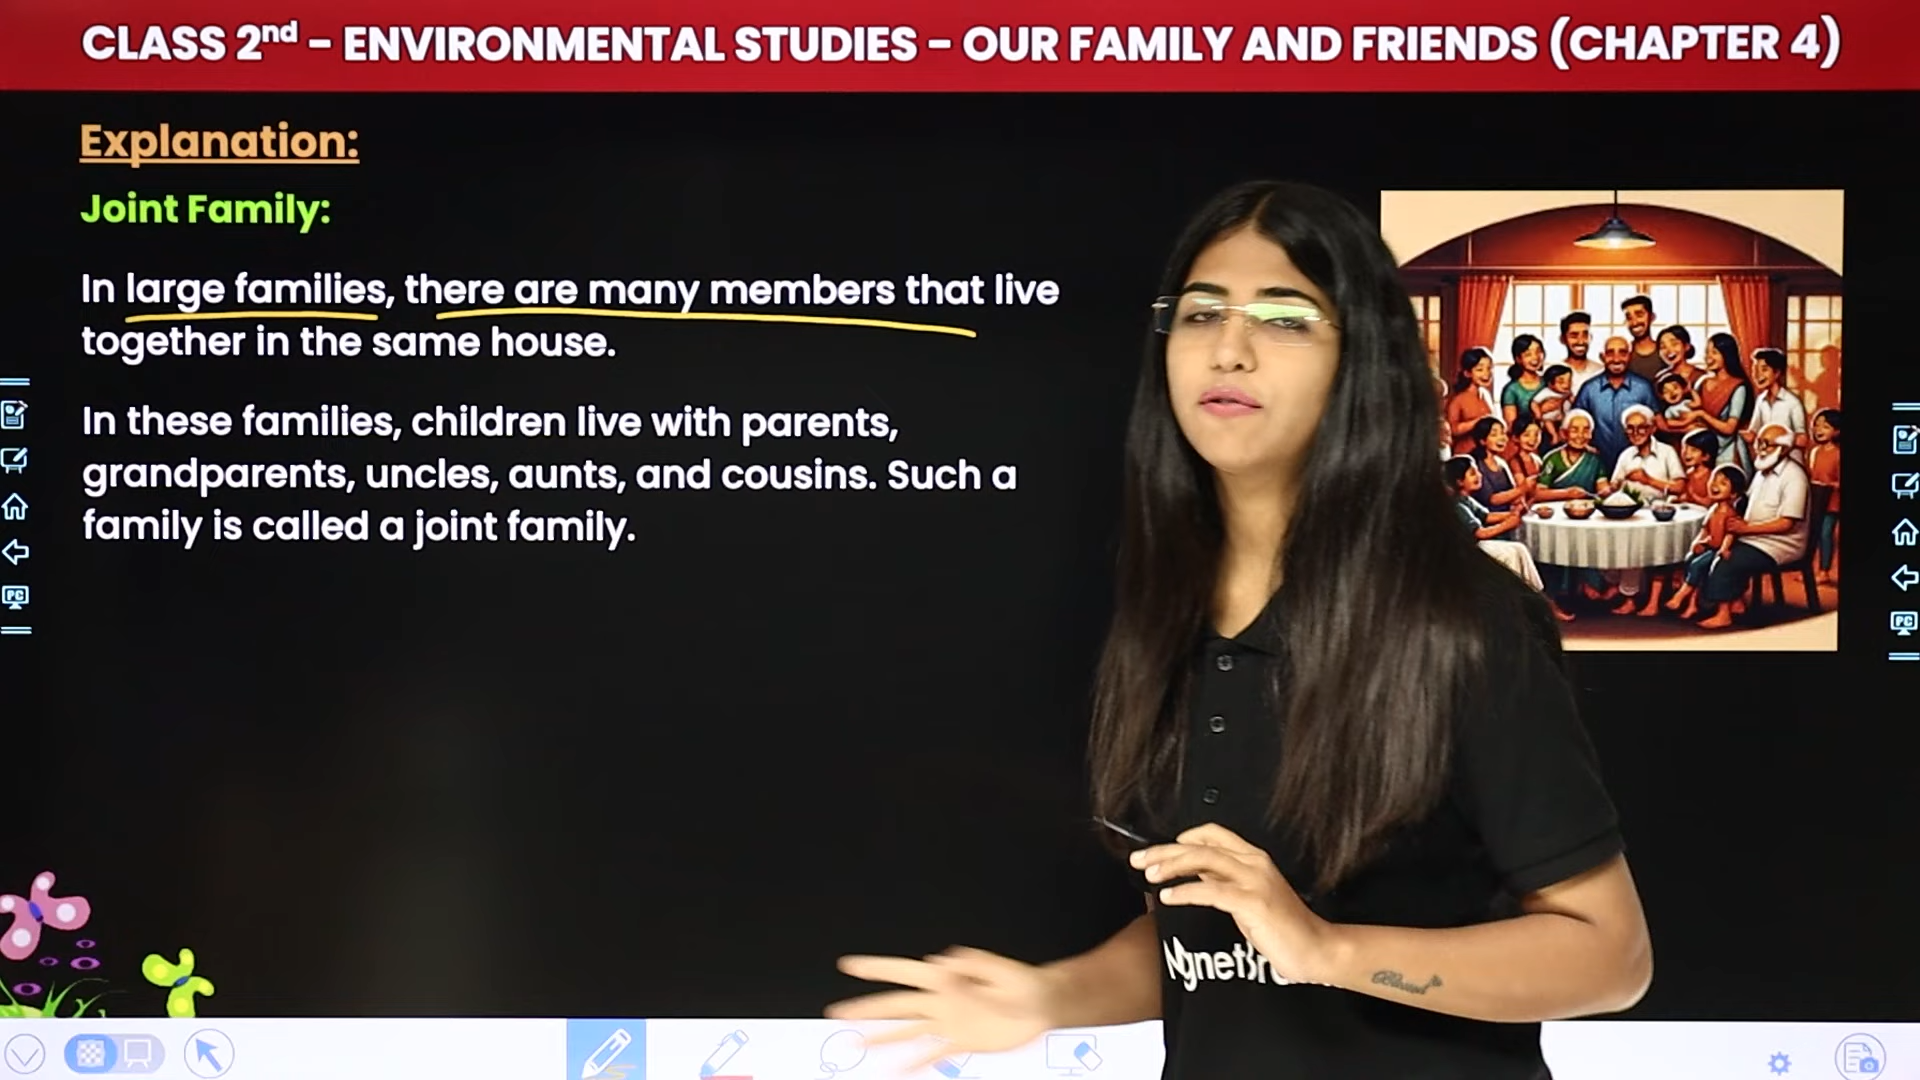 CLASS 2nd - ENVIRONMENTAL STUDIES - OUR FAMILY AND FRIENDS (CHAPTER 4)
Explanation:
Joint Family:
In large families, there are many members that live
together in the same house.
In these families, children live with parents,
grandparents, uncles, aunts, and cousins. Such a
family is called a joint family.
PC
PC